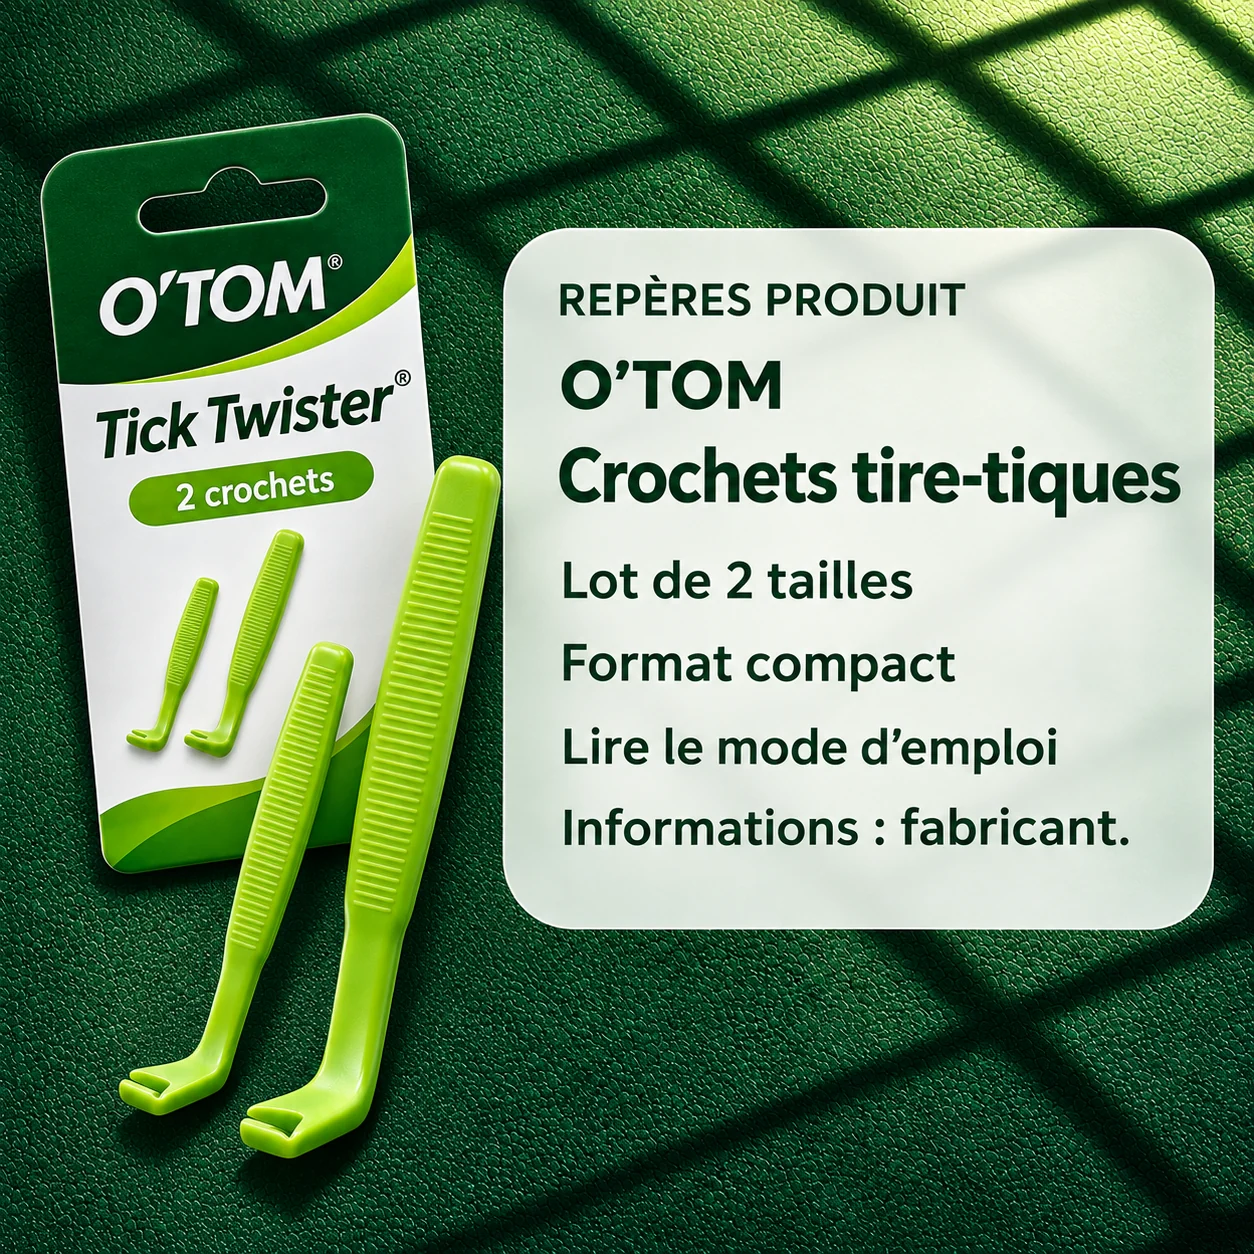 O'TOM®
Tick Twister®
2 crochets
REPÈRES PRODUIT
O'TOM
Crochets tire-tiques
Lot de 2 tailles
Format compact
Lire le mode d'emploi
Informations : fabricant.